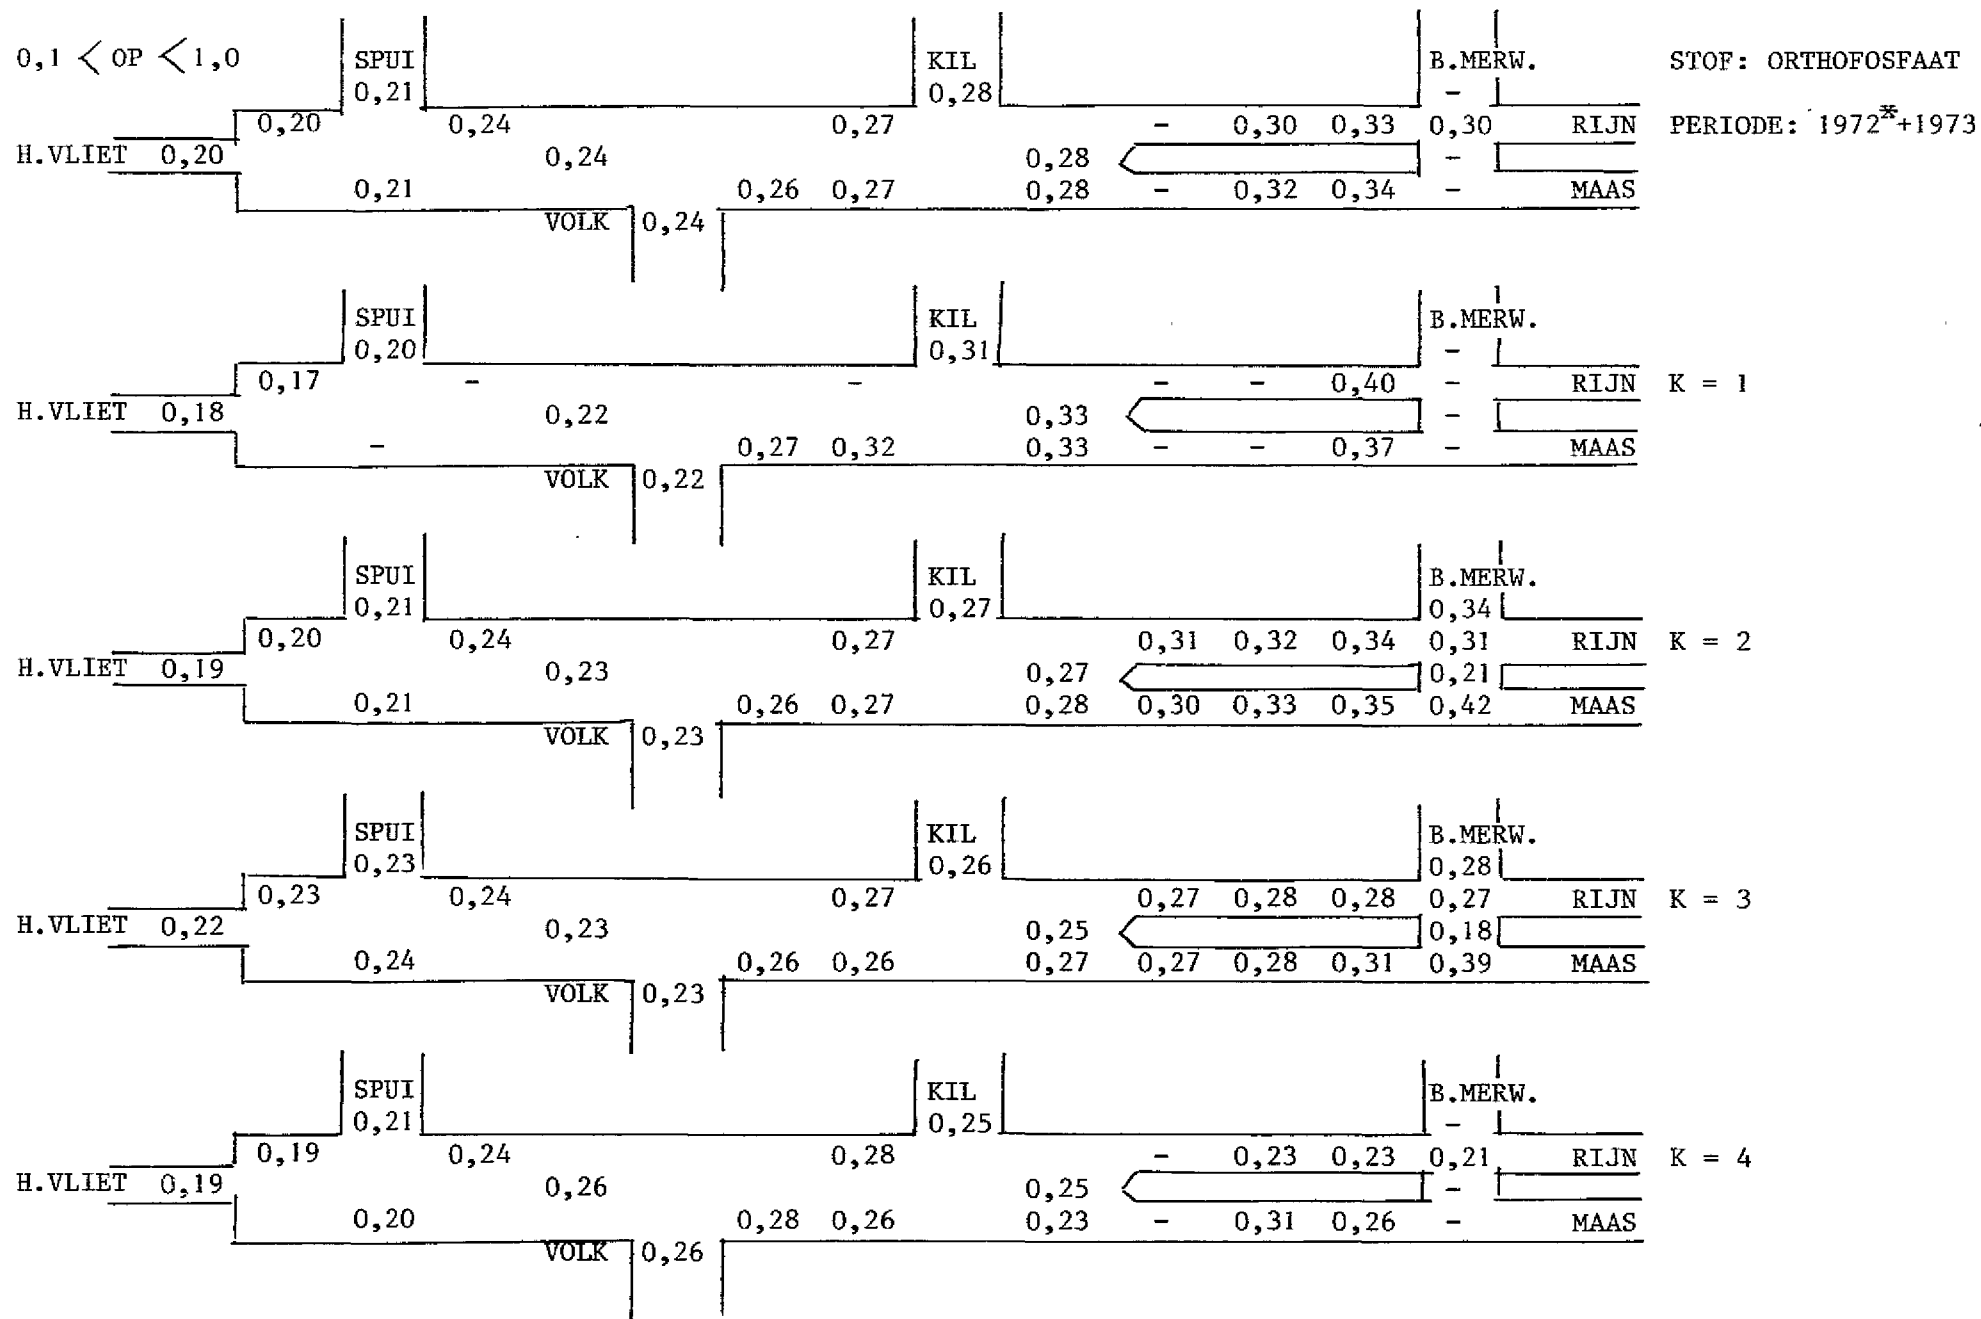 0,1 < OP < 1,0 SPUI KIL B.MERW. STOF: ORTHOFOSFAAT
0,21 0,28 -
0,20 0,24 0,27 - 0,30 0,33 0,30 RIJN PERIODE: 1972*+1973
H.VLIET 0,20 0,24 0,28 -
0,21 0,26 0,27 0,28 - 0,32 0,34 - MAAS
VOLK 0,24
SPUI KIL B.MERW.
0,20 0,31 -
0,17 - - - - 0,40 - RIJN K = 1
H.VLIET 0,18 0,22 0,33 -
- 0,27 0,32 0,33 - - 0,37 - MAAS
VOLK 0,22
SPUI KIL B.MERW.
0,21 0,27 0,34
0,20 0,24 0,27 0,31 0,32 0,34 0,31 RIJN K = 2
H.VLIET 0,19 0,23 0,27 0,21
0,21 0,26 0,27 0,28 0,30 0,33 0,35 0,42 MAAS
VOLK 0,23
SPUI KIL B.MERW.
0,23 0,26 0,28
0,23 0,24 0,27 0,27 0,28 0,28 0,27 RIJN K = 3
H.VLIET 0,22 0,23 0,25 0,18
0,24 0,26 0,26 0,27 0,27 0,28 0,31 0,39 MAAS
VOLK 0,23
SPUI KIL B.MERW.
0,21 0,25 -
0,19 0,24 0,28 - 0,23 0,23 0,21 RIJN K = 4
H.VLIET 0,19 0,26 0,25 -
0,20 0,28 0,26 0,23 - 0,31 0,26 - MAAS
VOLK 0,26